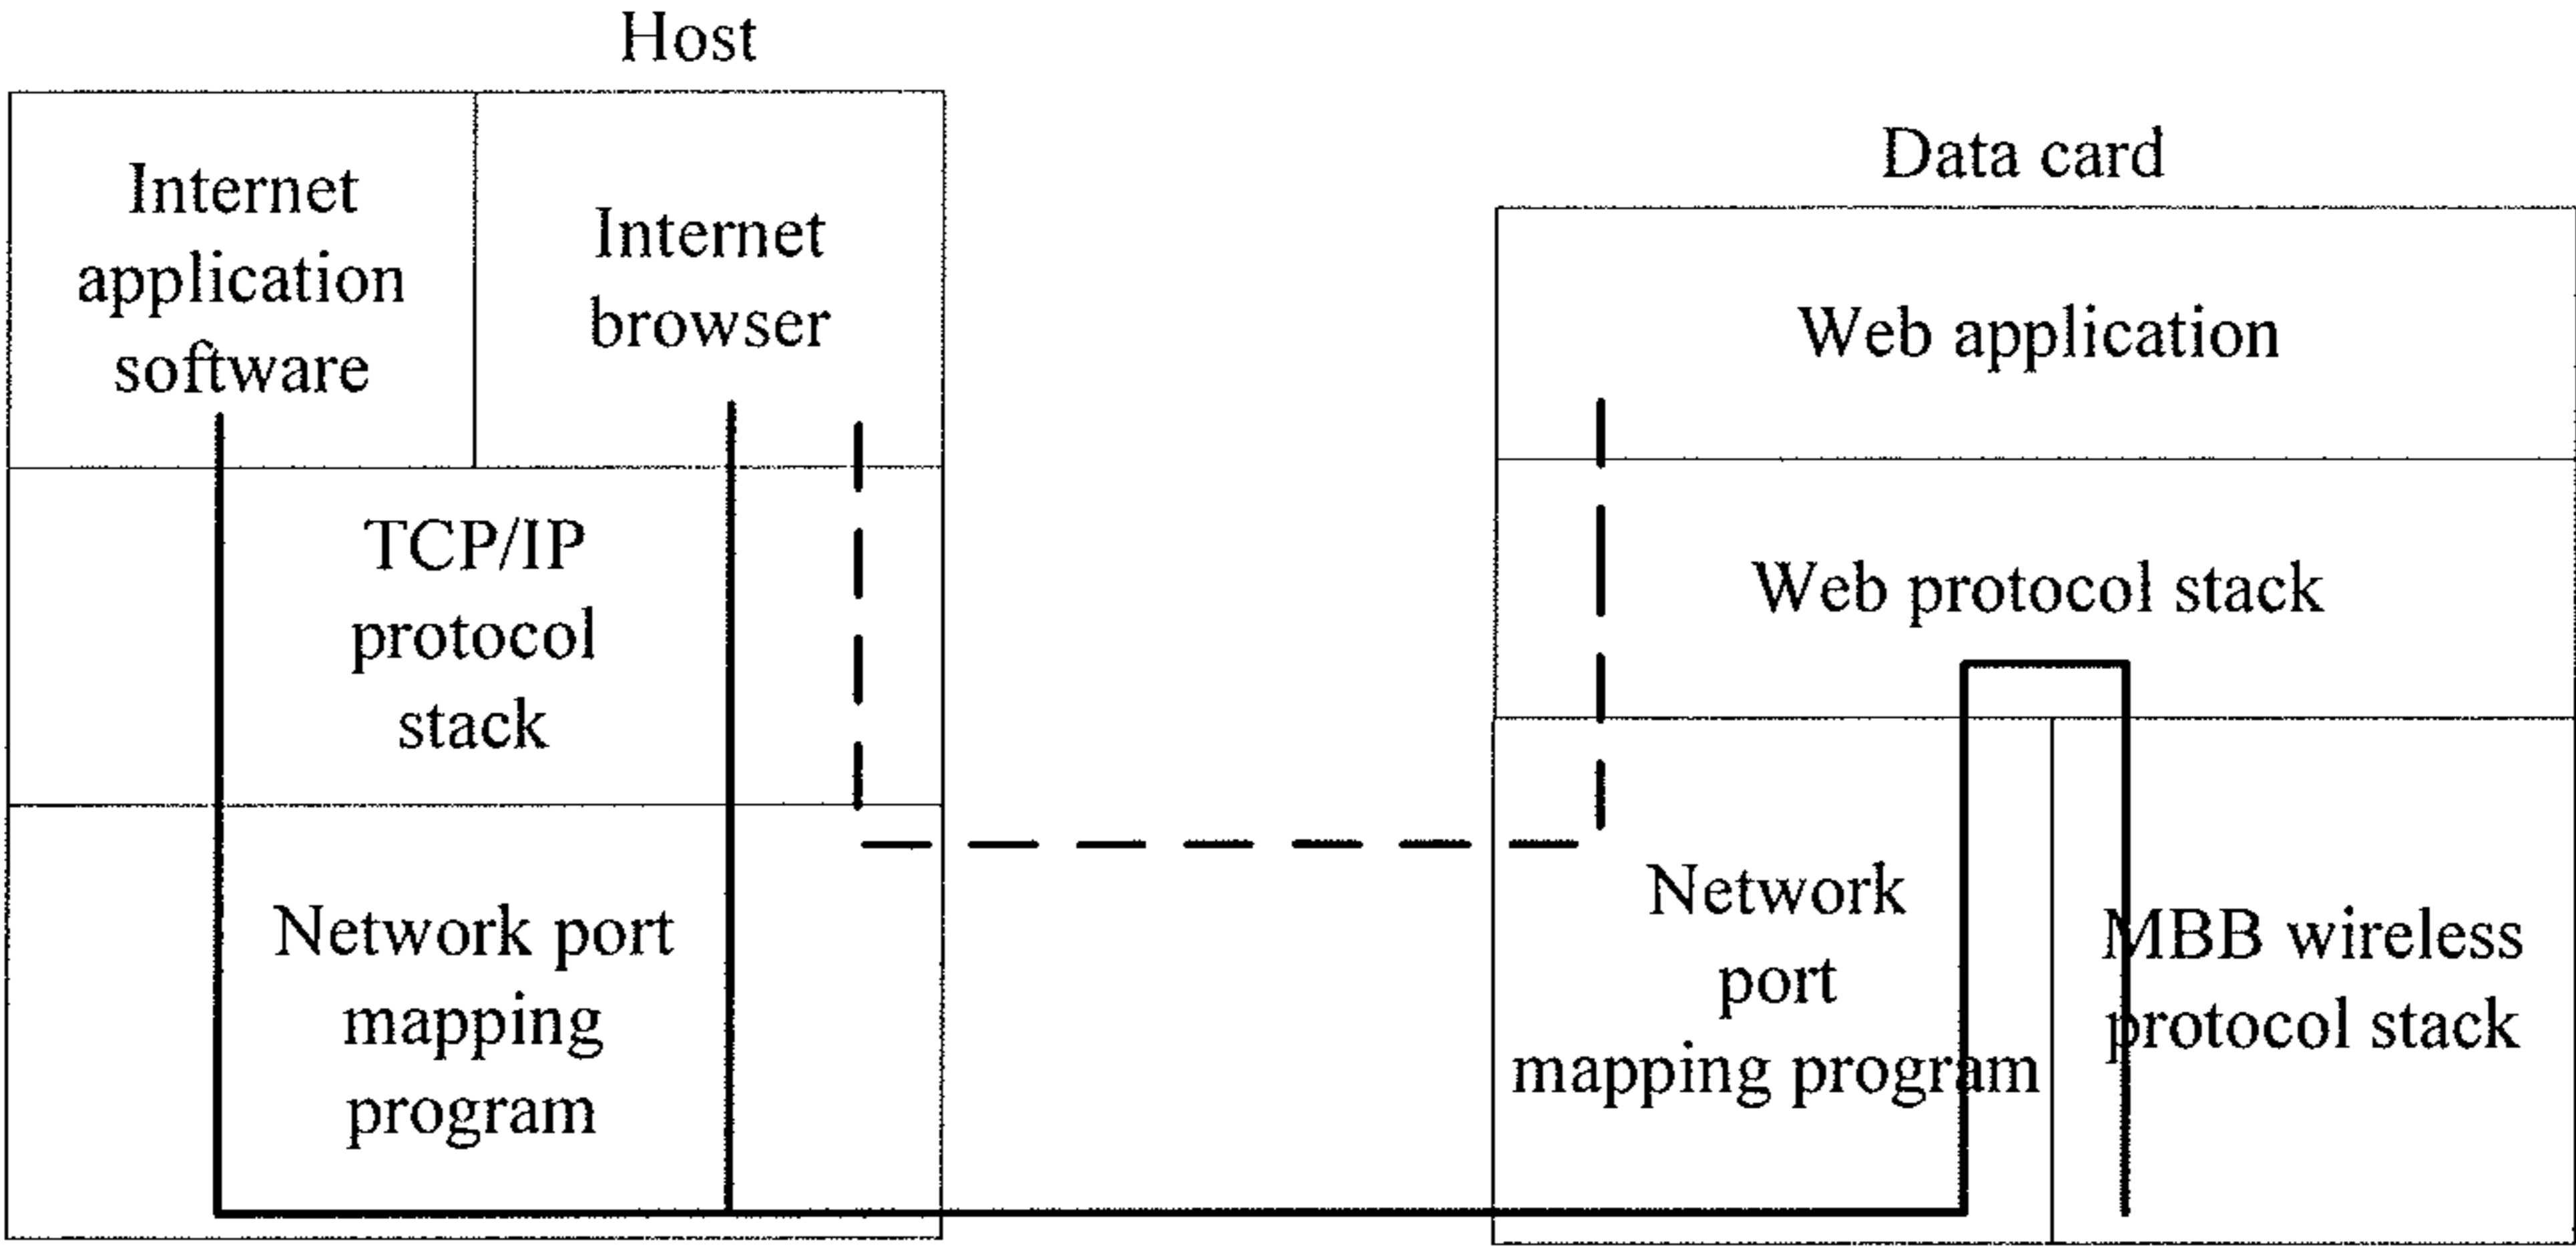 Host
Internet
application
software
Internet
browser
TCP/IP
protocol
stack
Network port
mapping
program
Data card
Web application
Web protocol stack
Network
port
mapping program
MBB wireless
protocol stack